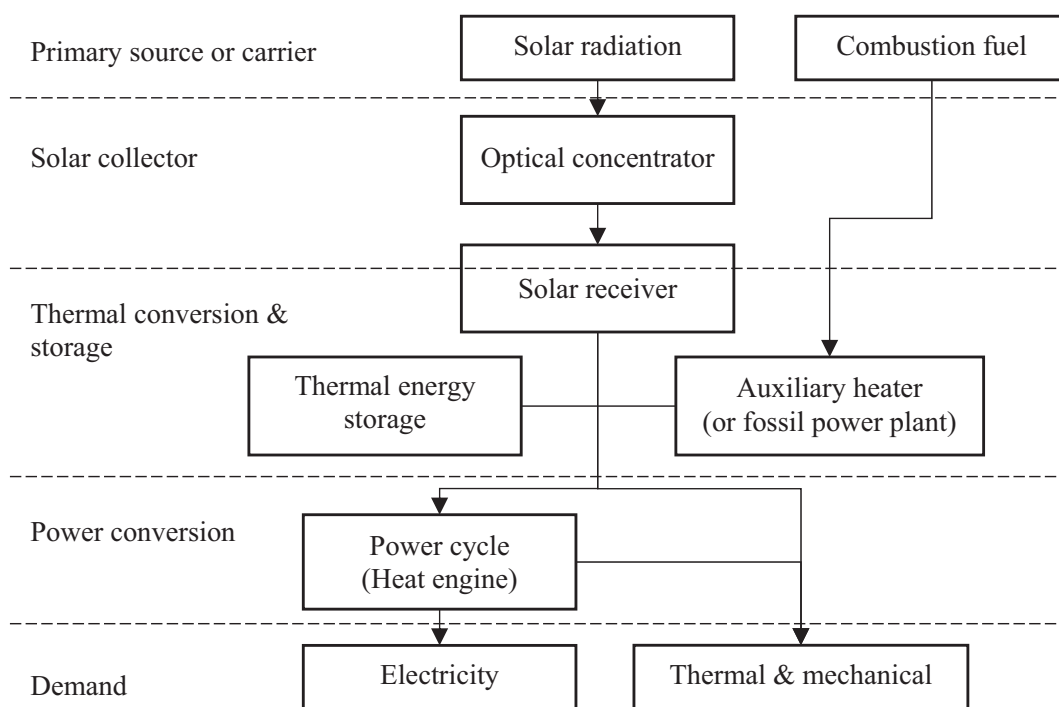 Primary source or carrier
Solar radiation
Combustion fuel
Solar collector
Optical concentrator
Solar receiver
Thermal conversion &
storage
Thermal energy
storage
Auxiliary heater
(or fossil power plant)
Power conversion
Power cycle
(Heat engine)
Demand
Electricity
Thermal & mechanical